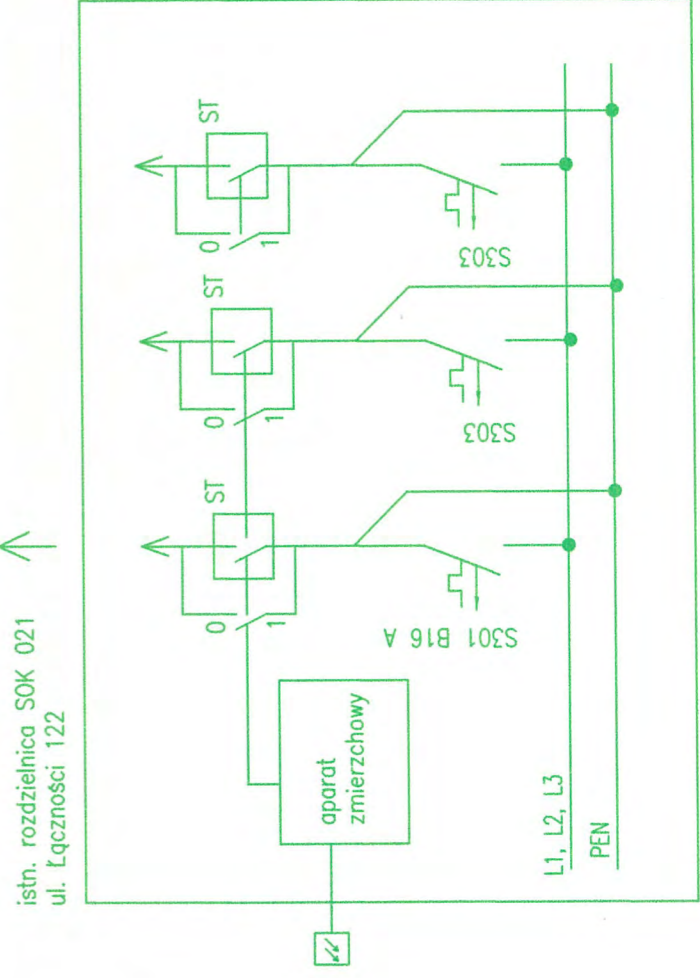 istn. rozdzielnica SOK 021
ul. Łączności 122
ST
0
1
S303
ST
0
1
S303
ST
0
1
S301 B16 A
aparat
zmierzchowy
L1, L2, L3
PEN